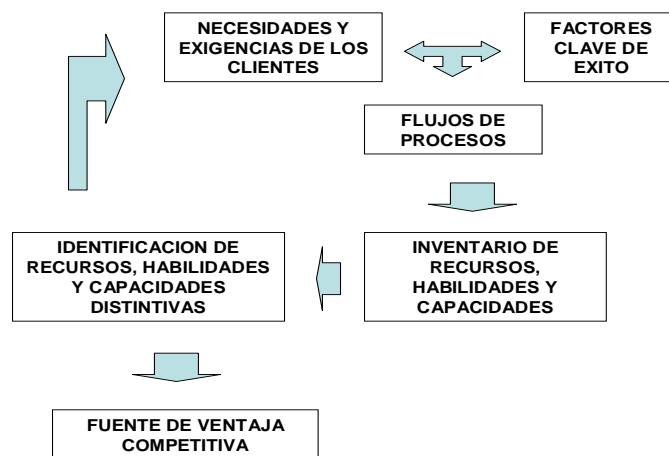 NECESIDADES Y
EXIGENCIAS DE LOS
CLIENTES
FACTORES
CLAVE DE
EXITO
FLUJOS DE
PROCESOS
IDENTIFICACION DE
RECURSOS, HABILIDADES
Y CAPACIDADES
DISTINTIVAS
INVENTARIO DE
RECURSOS,
HABILIDADES Y
CAPACIDADES
FUENTE DE VENTAJA
COMPETITIVA